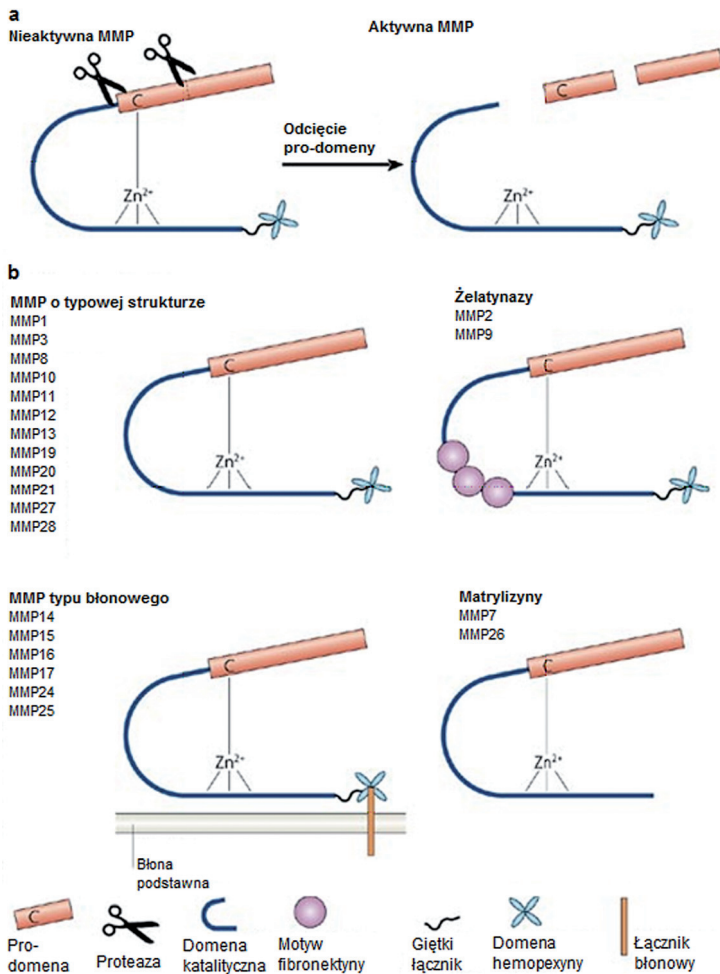 a
Nieaktywna MMP
Aktywna MMP
C
C
Odcięcie
pro-domeny
Zn2+
Zn2+
b
MMP o typowej strukturze
MMP1
MMP3
MMP8
MMP10
MMP11
MMP12
MMP13
MMP19
MMP20
MMP21
MMP27
MMP28
C
Zn2+
Żelatynazy
MMP2
MMP9
C
Zn2+
MMP typu błonowego
MMP14
MMP15
MMP16
MMP17
MMP24
MMP25
C
Zn2+
Błona
podstawna
Matrylizyny
MMP7
MMP26
C
Zn2+
C
Pro-
domena
Proteaza
Domena
katalityczna
Motyw
fibronektyny
Giętki
łącznik
Domena
hemopexyny
Łącznik
błonowy